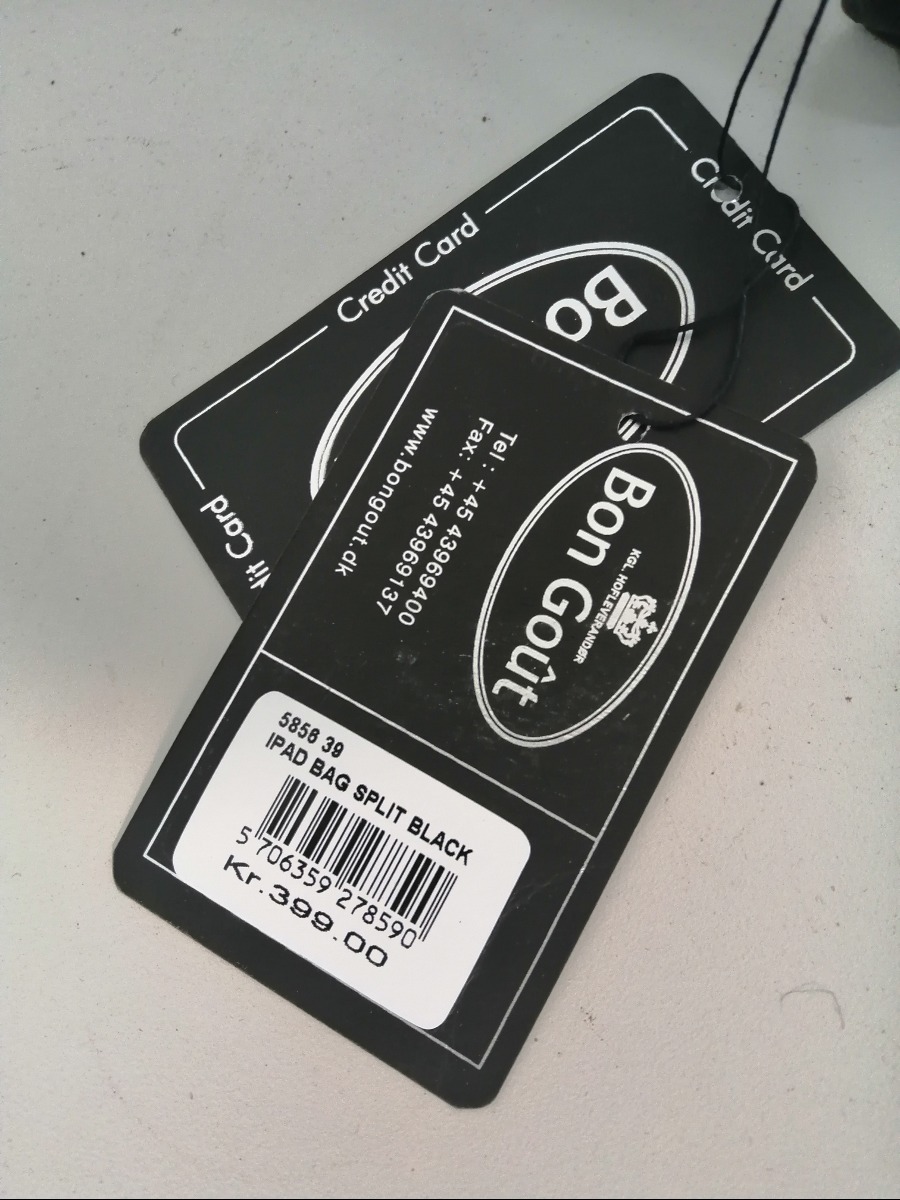 Credit Card
Credit Card
Bo
Card
Bon Goût
KGL. HOFLEVERANDØR
Tel.: +45 43969400
Fax: +45 43969137
www.bongout.dk
5856 39
IPAD BAG SPLIT BLACK
5 706359 278590
Kr.399.00